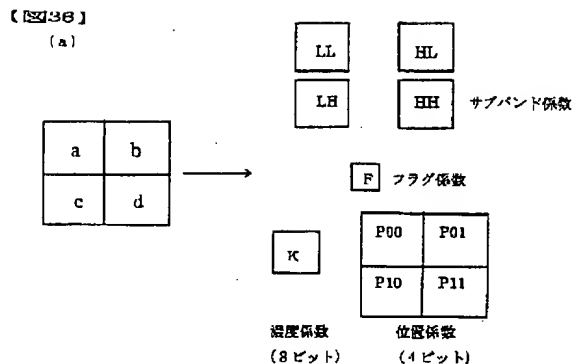 【図36】
(a)
LL HL
LH HH サブバンド係数
a b
c d
F フラグ係数
K
P00 P01
P10 P11
濃度係数 位置係数
(8ビット) (4ビット)